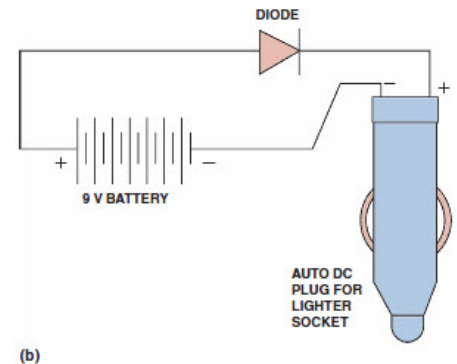 DIODE
−
+
+
−
9 V BATTERY
AUTO DC
PLUG FOR
LIGHTER
SOCKET
(b)